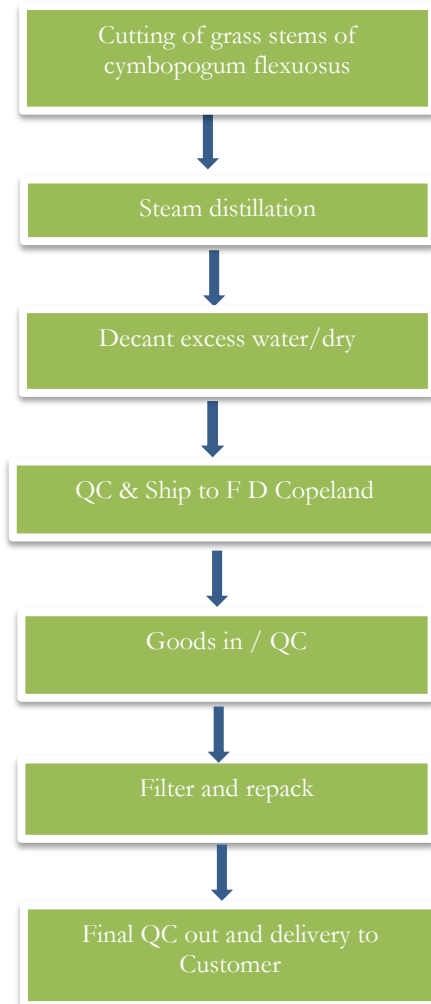 Cutting of grass stems of
cymbopogum flexuosus
Steam distillation
Decant excess water/dry
QC & Ship to F D Copeland
Goods in / QC
Filter and repack
Final QC out and delivery to
Customer